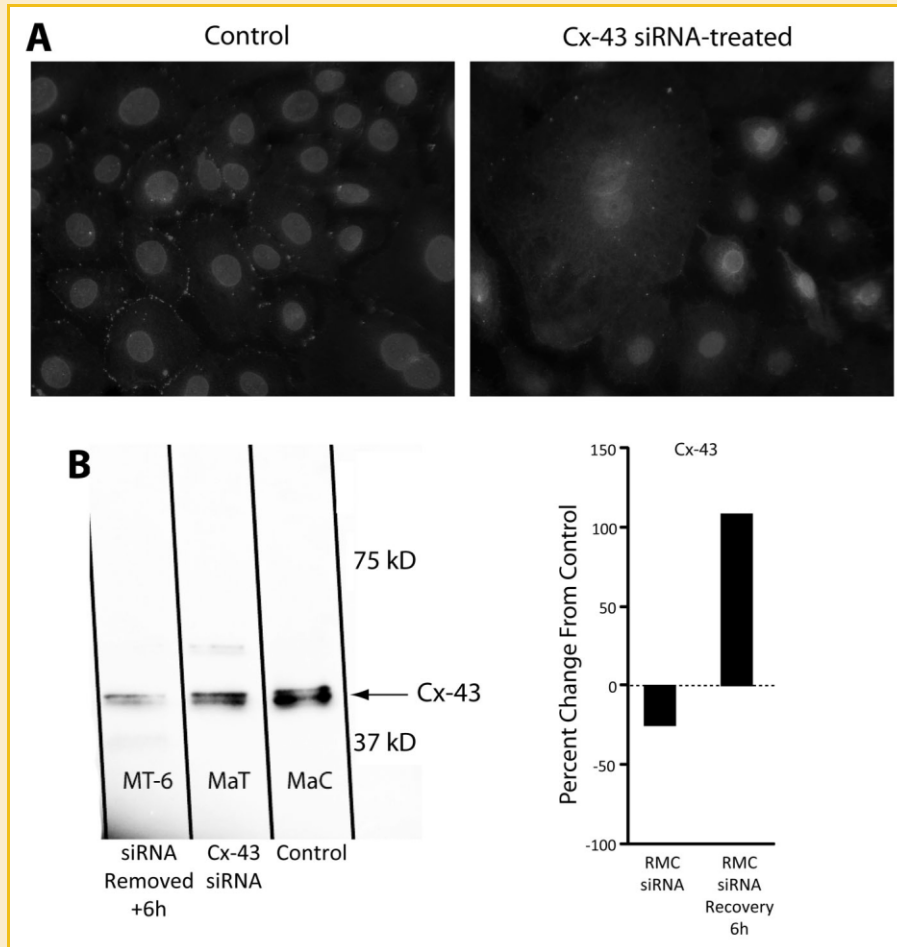 A
Control
Cx-43 siRNA-treated
B
75 kD
Cx-43
37 kD
MT-6
MaT
MaC
siRNA
Removed
+6h
Cx-43
siRNA
Control
Cx-43
Percent Change From Control
150
100
50
0
-50
-100
RMC
siRNA
RMC
siRNA
Recovery
6h